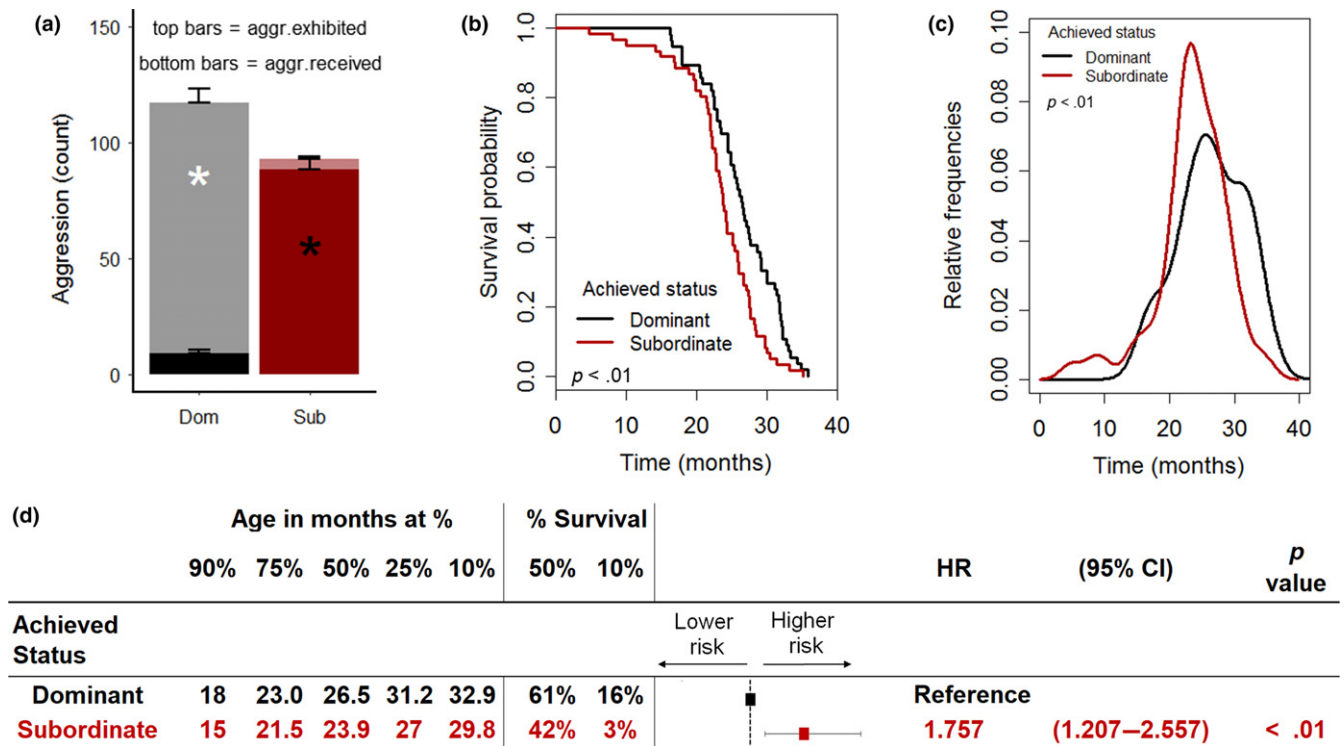 (a)
150
100
50
0
Aggression (count)
top bars = aggr.exhibited
bottom bars = aggr.received
*
*
Dom Sub
(b)
1.0
0.8
0.6
0.4
0.2
0.0
Survival probability
Achieved status
Dominant
Subordinate
p < .01
0 10 20 30 40
Time (months)
(c)
0.10
0.08
0.06
0.04
0.02
0.00
Relative frequencies
Achieved status
Dominant
Subordinate
p < .01
0 10 20 30 40
Time (months)
(d)
Age in months at % % Survival
90% 75% 50% 25% 10% 50% 10% HR (95% CI) p value
Achieved Status
Lower risk
Higher risk
Dominant 18 23.0 26.5 31.2 32.9 61% 16% Reference
Subordinate 15 21.5 23.9 27 29.8 42% 3% 1.757 (1.207–2.557) < .01